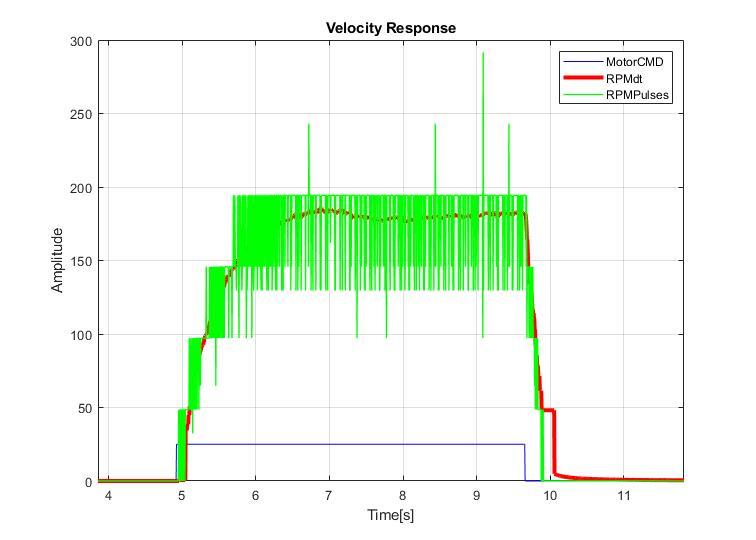 Velocity Response
300
250
200
150
100
50
0
Amplitude
MotorCMD
RPMdt
RPMPulses
4 5 6 7 8 9 10 11
Time[s]